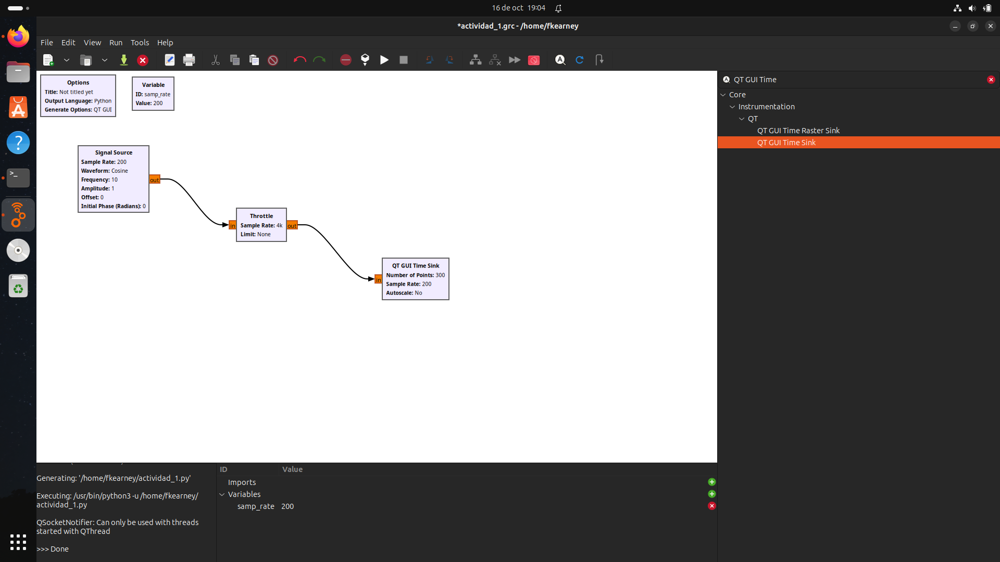 16 de oct 19:04
*actividad_1.grc - /home/fkearney
File Edit View Run Tools Help
Options
Title: Not titled yet
Output Language: Python
Generate Options: QT GUI
Variable
ID: samp_rate
Value: 200
Signal Source
Sample Rate: 200
Waveform: Cosine
Frequency: 10
Amplitude: 1
Offset: 0
Initial Phase (Radians): 0
out
in
Throttle
Sample Rate: 4k
Limit: None
out
in
QT GUI Time Sink
Number of Points: 300
Sample Rate: 200
Autoscale: No
QT GUI Time
Core
Instrumentation
QT
QT GUI Time Raster Sink
QT GUI Time Sink
Generating: '/home/fkearney/actividad_1.py'
Executing: /usr/bin/python3 -u /home/fkearney/
actividad_1.py
QSocketNotifier: Can only be used with threads
started with QThread
>>> Done
ID Value
Imports
Variables
samp_rate 200